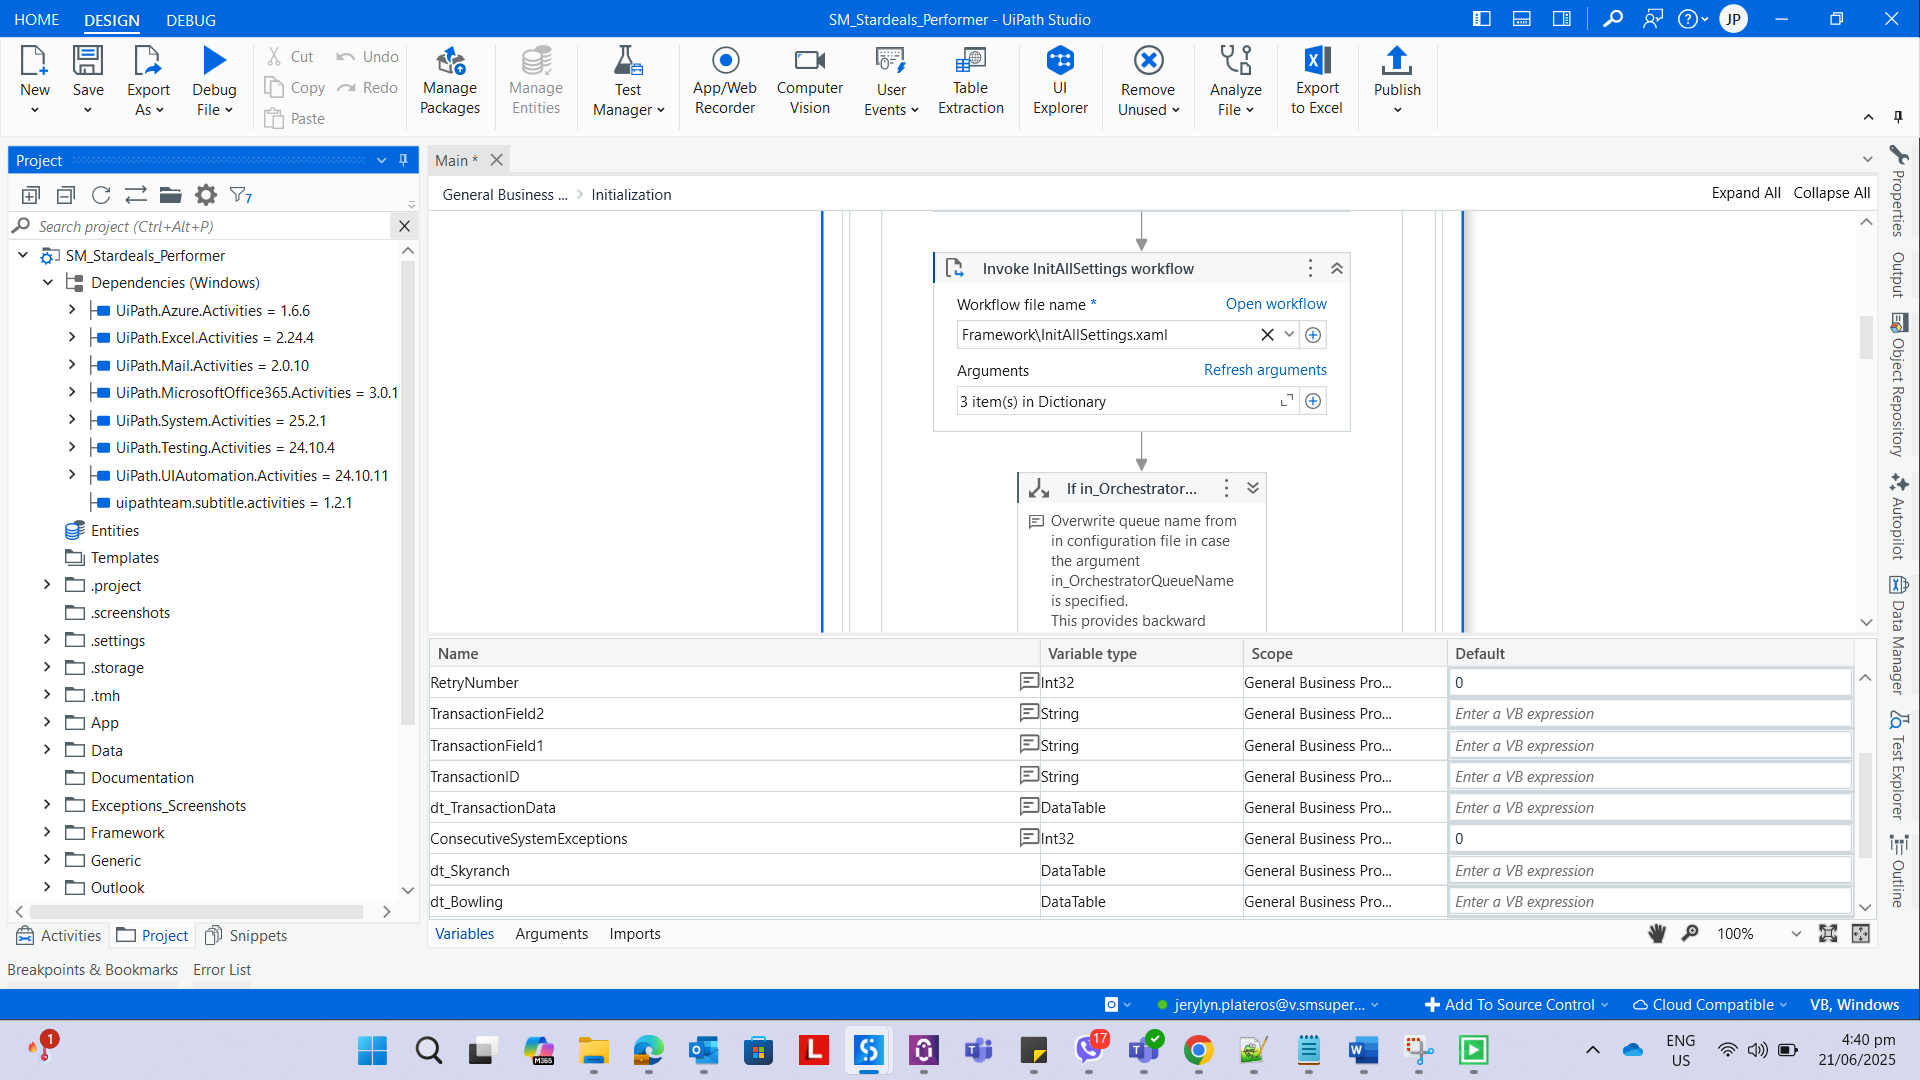 HOME
DESIGN
DEBUG
SM_Stardeals_Performer - UiPath Studio
JP
New
Save
Export As
Debug File
Cut
Copy
Paste
Undo
Redo
Manage Packages
Manage Entities
Test Manager
App/Web Recorder
Computer Vision
User Events
Table Extraction
UI Explorer
Remove Unused
Analyze File
Export to Excel
Publish
Project
7
Search project (Ctrl+Alt+P)
SM_Stardeals_Performer
Dependencies (Windows)
UiPath.Azure.Activities = 1.6.6
UiPath.Excel.Activities = 2.24.4
UiPath.Mail.Activities = 2.0.10
UiPath.MicrosoftOffice365.Activities = 3.0.1
UiPath.System.Activities = 25.2.1
UiPath.Testing.Activities = 24.10.4
UiPath.UIAutomation.Activities = 24.10.11
uipathteam.subtitle.activities = 1.2.1
Entities
Templates
.project
.screenshots
.settings
.storage
.tmh
App
Data
Documentation
Exceptions_Screenshots
Framework
Generic
Outlook
Activities
Project
Snippets
Breakpoints & Bookmarks
Error List
Main *
General Business ... > Initialization
Expand All
Collapse All
Invoke InitAllSettings workflow
Workflow file name *
Open workflow
Framework\InitAllSettings.xaml
Arguments
Refresh arguments
3 item(s) in Dictionary
If in_Orchestrator...
Overwrite queue name from
in configuration file in case
the argument
in_OrchestratorQueueName
is specified.
This provides backward
Name Variable type Scope Default
RetryNumber Int32 General Business Pro... 0
TransactionField2 String General Business Pro... Enter a VB expression
TransactionField1 String General Business Pro... Enter a VB expression
TransactionID String General Business Pro... Enter a VB expression
dt_TransactionData DataTable General Business Pro... Enter a VB expression
ConsecutiveSystemExceptions Int32 General Business Pro... 0
dt_Skyranch DataTable General Business Pro... Enter a VB expression
dt_Bowling DataTable General Business Pro... Enter a VB expression
Variables
Arguments
Imports
100%
Properties
Output
Object Repository
Autopilot
Data Manager
Test Explorer
Outline
jerylyn.plateros@v.smsuper...
Add To Source Control
Cloud Compatible
VB, Windows
1
M365
17
ENG
US
4:40 pm
21/06/2025